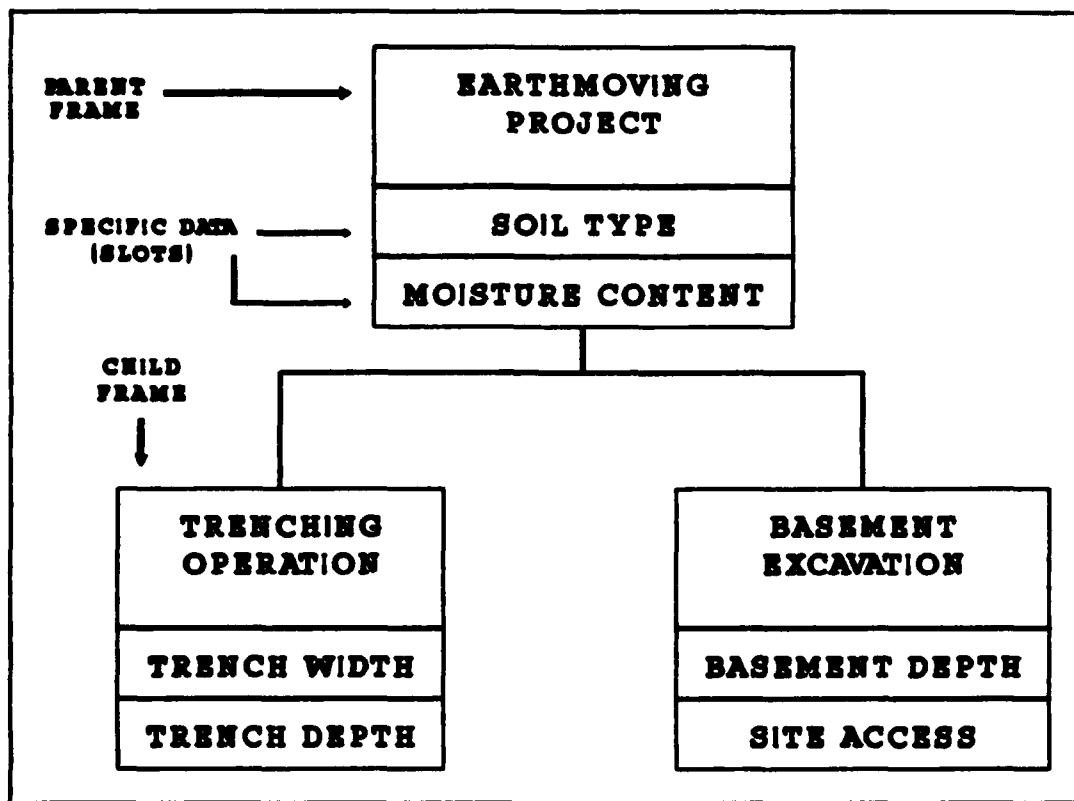 PARENT
FRAME
EARTHMOVING
PROJECT
SPECIFIC DATA
(SLOTS)
SOIL TYPE
MOISTURE CONTENT
CHILD
FRAME
TRENCHING
OPERATION
TRENCH WIDTH
TRENCH DEPTH
BASEMENT
EXCAVATION
BASEMENT DEPTH
SITE ACCESS